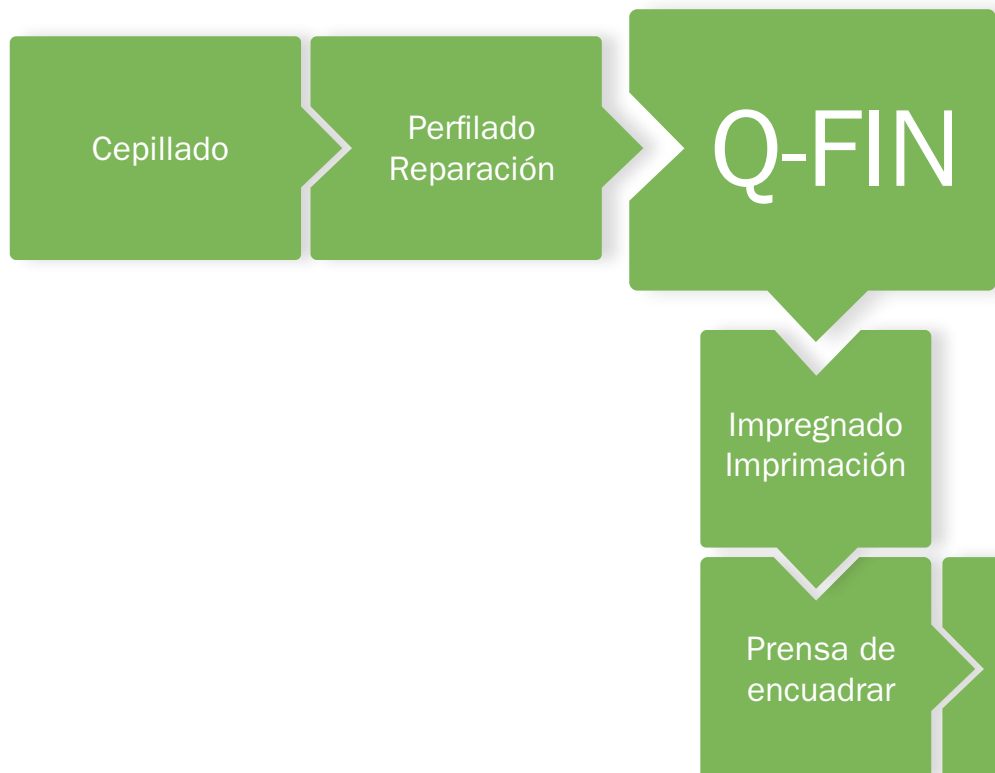 Cepillado
Perfilado
Reparación
Q-FIN
Impregnado
Imprimación
Prensa de
encuadrar